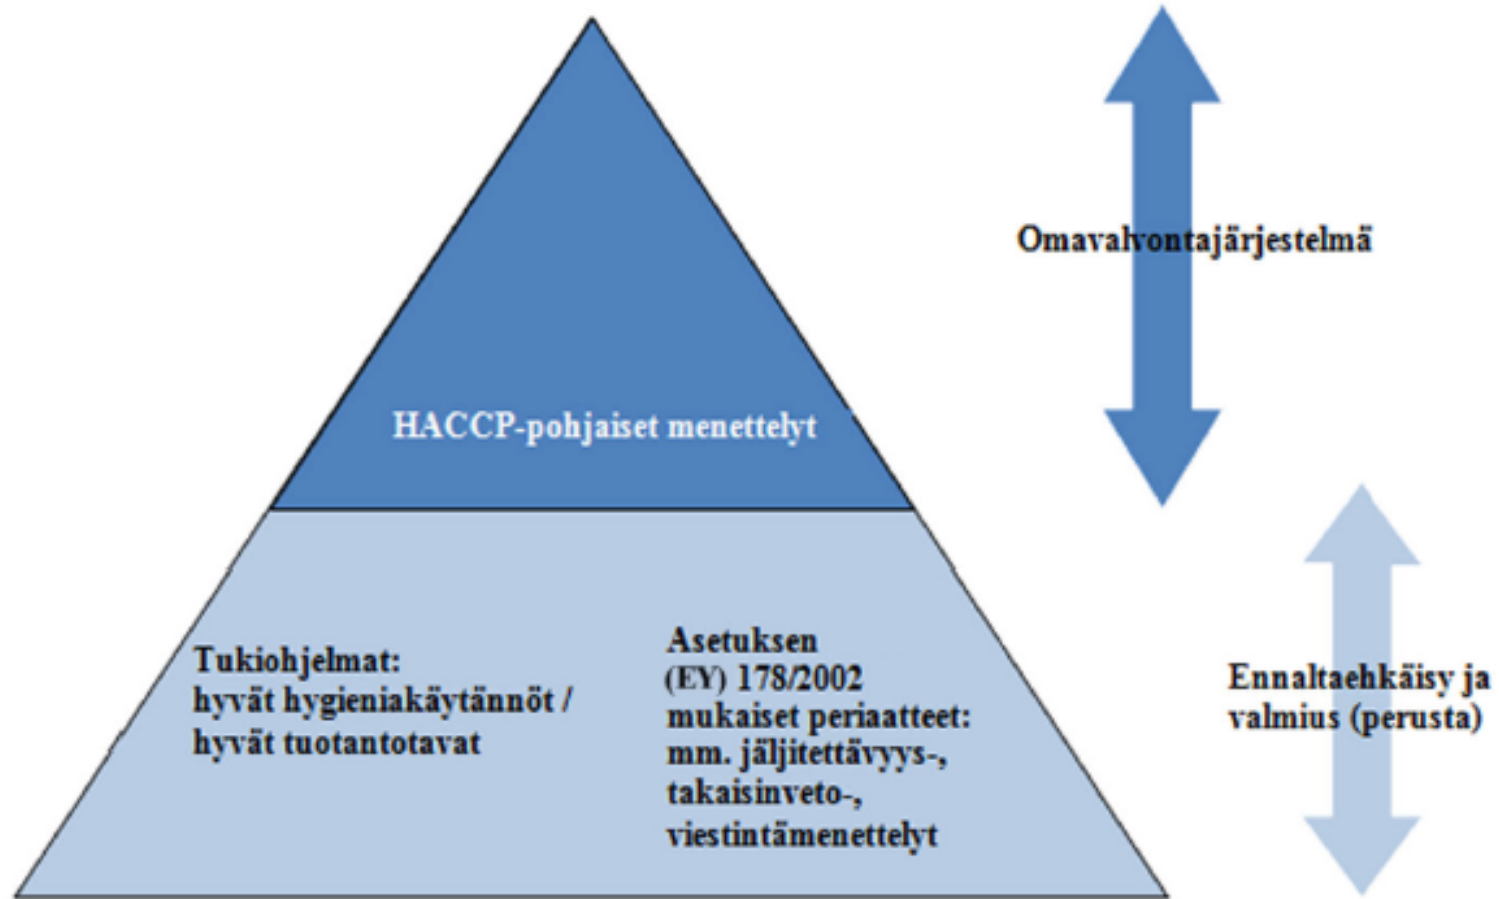 Omavalvontajärjestelmä
HACCP-pohjaiset menettelyt
Tukiohjelmat:
hyvät hygieniakäytännöt /
hyvät tuotantotavat
Asetuksen
(EY) 178/2002
mukaiset periaatteet:
mm. jäljitettävyys-,
takaisinveto-,
viestintämenettelyt
Ennaltaehkäisy ja
valmius (perusta)